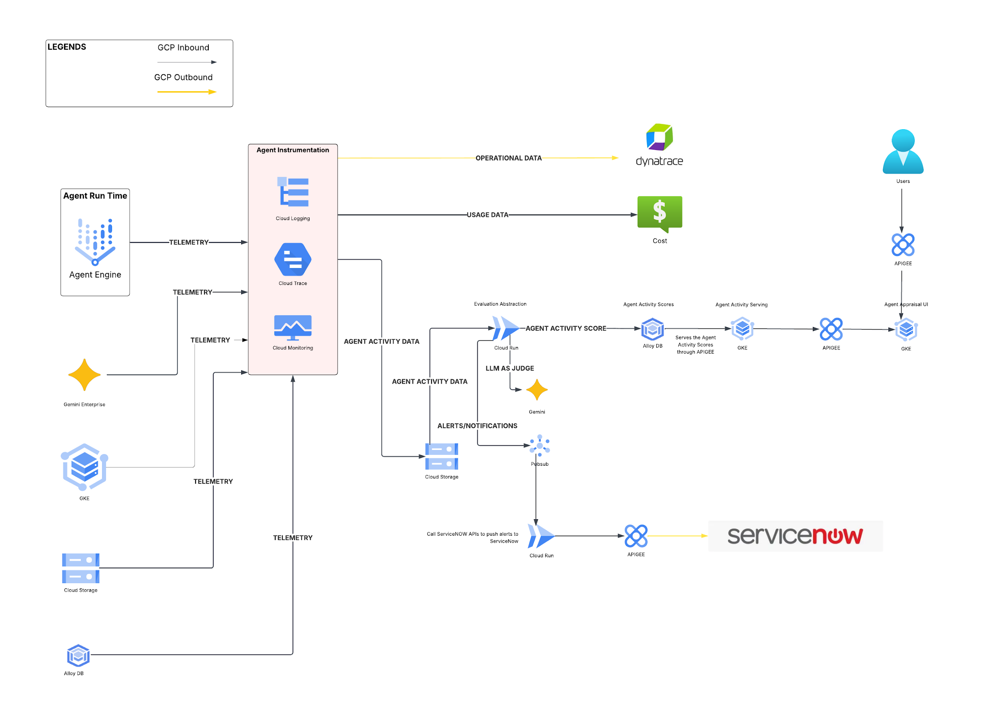 LEGENDS
GCP Inbound
GCP Outbound
Agent Instrumentation
OPERATIONAL DATA
dynatrace
Users
Agent Run Time
Cloud Logging
USAGE DATA
Cost
TELEMETRY
Agent Engine
APIGEE
Cloud Trace
TELEMETRY
Evaluation Abstraction
Agent Activity Scores
Agent Activity Serving
Agent Appraisal UI
AGENT ACTIVITY SCORE
TELEMETRY
Cloud Monitoring
AGENT ACTIVITY DATA
Cloud Run
Alloy DB
Serves the Agent
Activity Scores
through APIGEE
GKE
APIGEE
GKE
LLM AS JUDGE
AGENT ACTIVITY DATA
Gemini Enterprise
Gemini
ALERTS/NOTIFICATIONS
Pubsub
Cloud Storage
TELEMETRY
GKE
TELEMETRY
Call ServiceNOW APIs to push alerts to
ServiceNow
servicenow
Cloud Run
APIGEE
Cloud Storage
Alloy DB